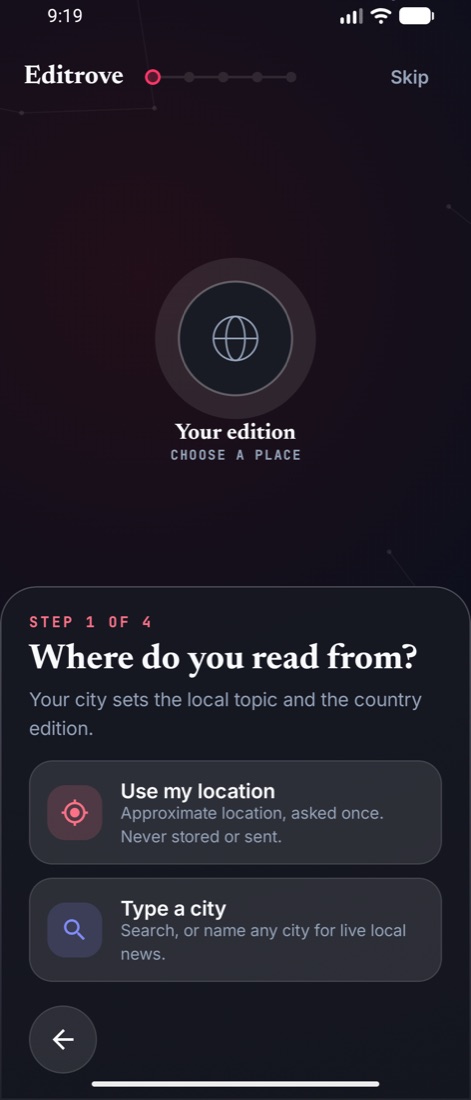 9:19
Editrove
Skip
Your edition
CHOOSE A PLACE
STEP 1 OF 4
Where do you read from?
Your city sets the local topic and the country
edition.
Use my location
Approximate location, asked once.
Never stored or sent.
Type a city
Search, or name any city for live local
news.